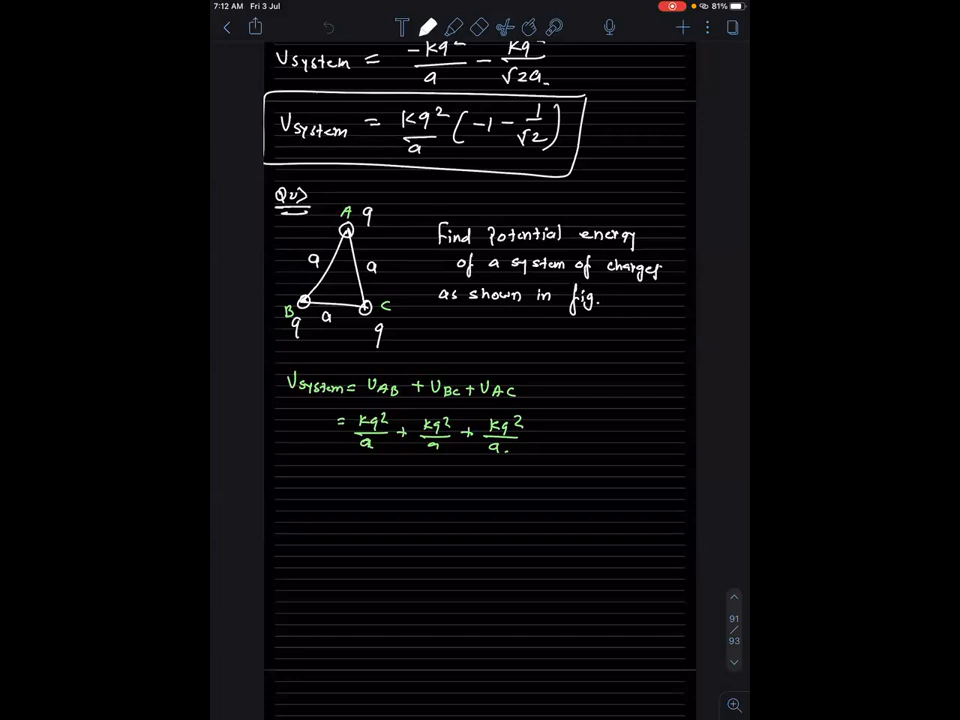 7:12 AM Fri 3 Jul 81%
Usystem = -kq² / a - kq² / √2a
Usystem = kq² / a (-1 - 1/√2)
Qv>
A q
a a
B a C
q q
Find Potential energy
of a system of charges
as shown in fig.
Usystem = UAB + UBC + UAC
= kq² / a + kq² / a + kq² / a.
91
/
93